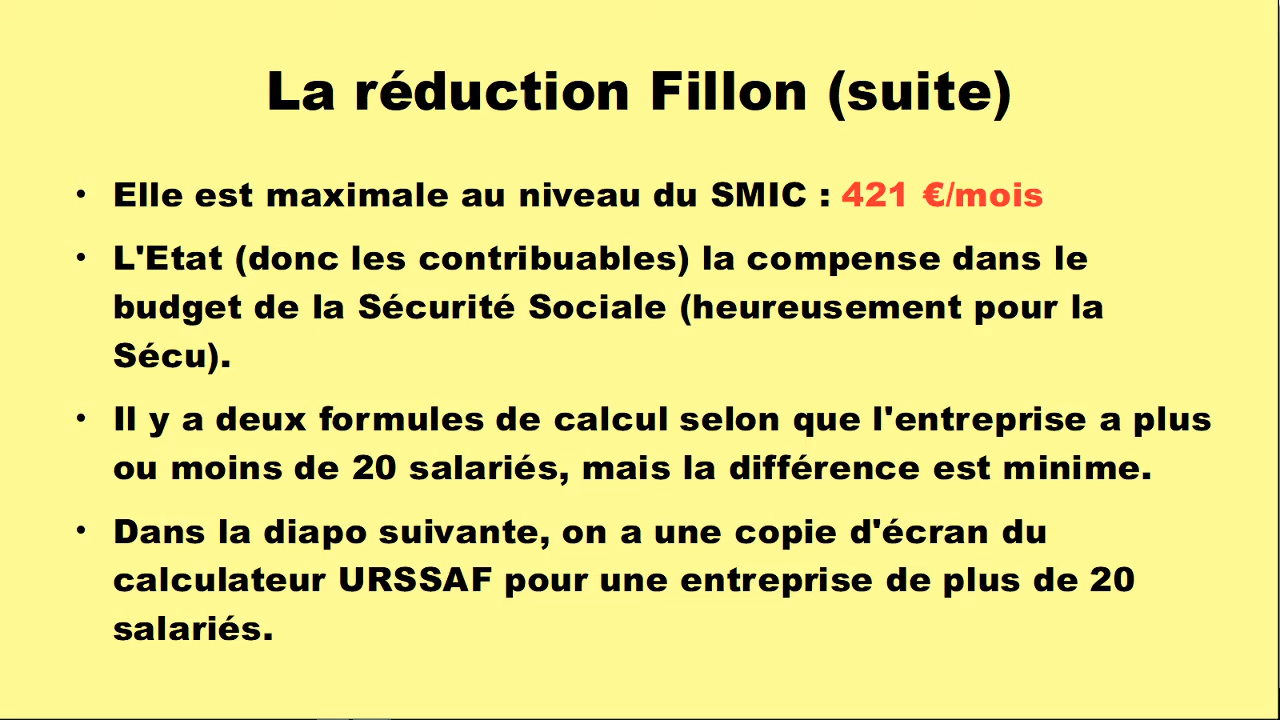 La réduction Fillon (suite)
• Elle est maximale au niveau du SMIC : 421 €/mois
• L'Etat (donc les contribuables) la compense dans le
budget de la Sécurité Sociale (heureusement pour la
Sécu).
• Il y a deux formules de calcul selon que l'entreprise a plus
ou moins de 20 salariés, mais la différence est minime.
• Dans la diapo suivante, on a une copie d'écran du
calculateur URSSAF pour une entreprise de plus de 20
salariés.